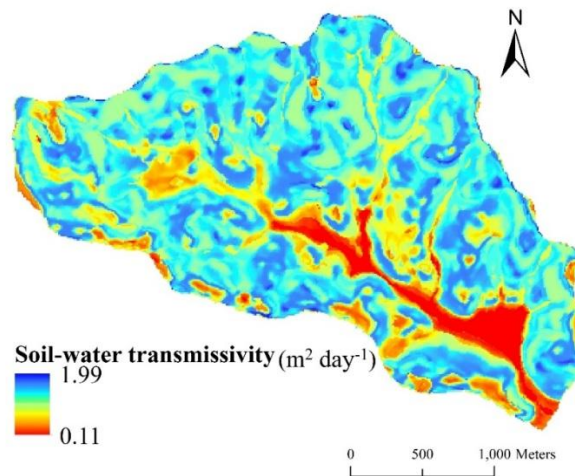 N
Soil-water transmissivity (m² day⁻¹)
1.99
0.11
0 500 1,000 Meters